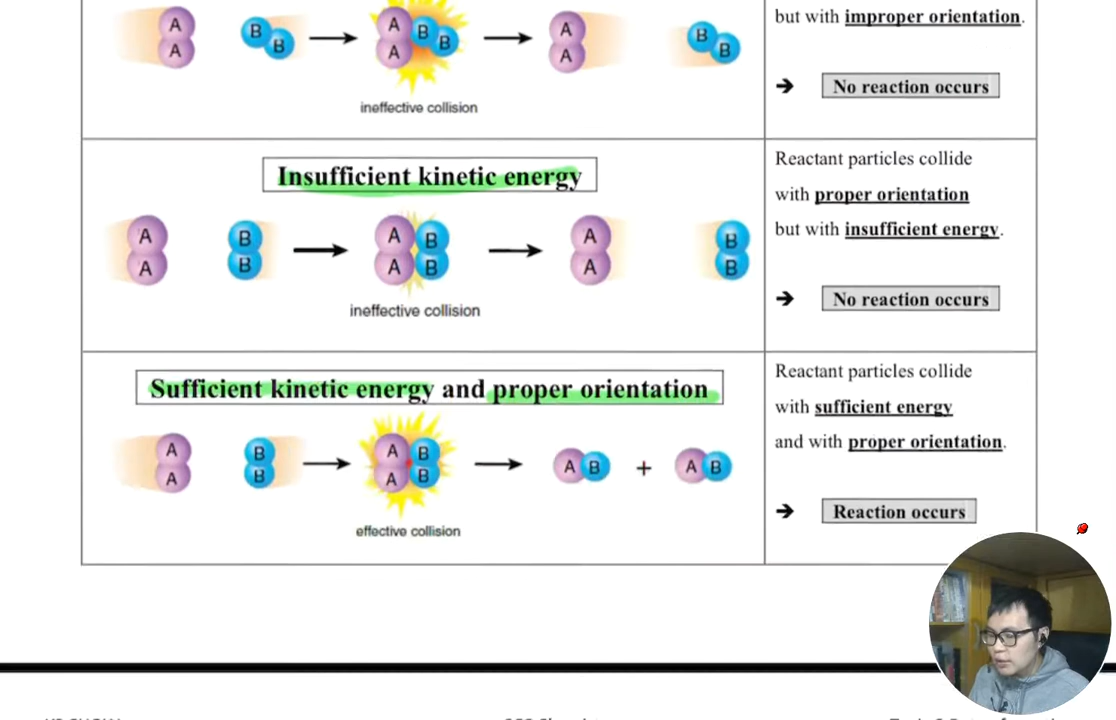 but with improper orientation.
A
A
B
B
A
A
B
B
A
A
B
B
No reaction occurs
ineffective collision
Insufficient kinetic energy
Reactant particles collide
with proper orientation
but with insufficient energy.
A
A
B
B
A
A
B
B
A
A
B
B
No reaction occurs
ineffective collision
Sufficient kinetic energy and proper orientation
Reactant particles collide
with sufficient energy
and with proper orientation.
A
A
B
B
A
A
B
B
A B + A B
Reaction occurs
effective collision